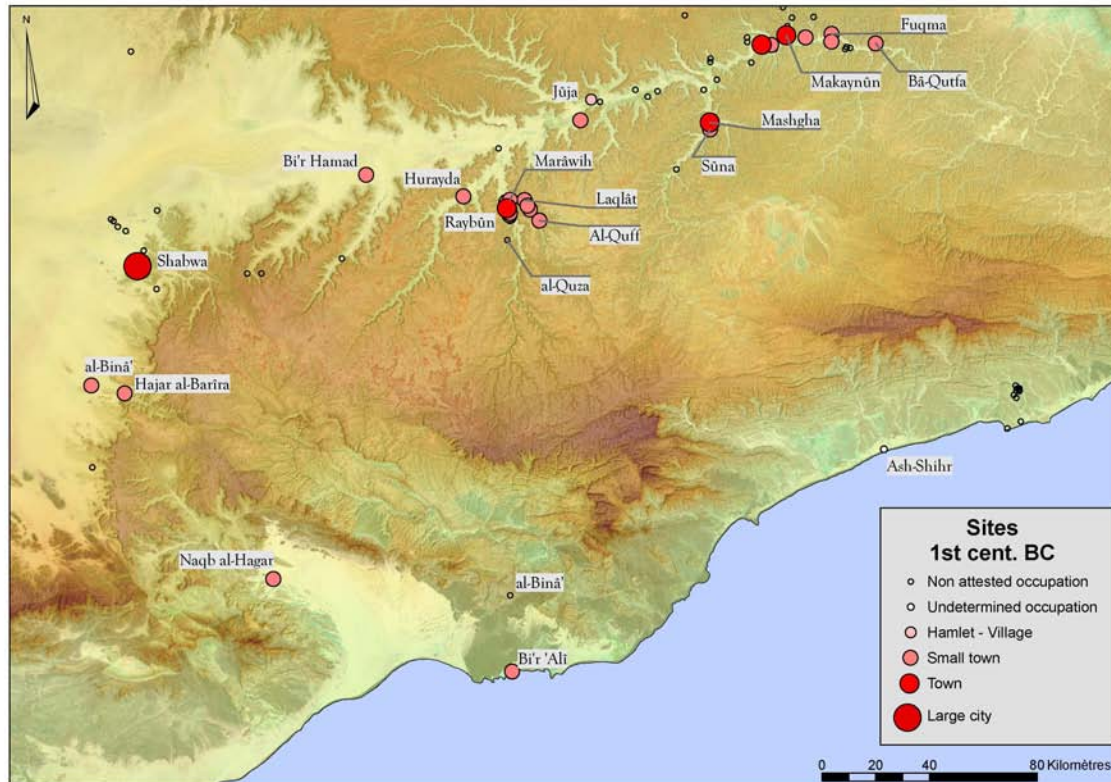 N
Fuqma
Makaynûn
Bâ-Qutfa
Jûja
Mashgha
Sûna
Bi'r Hamad
Marâwih
Hurayda
Laqlât
Raybûn
Al-Quff
Shabwa
al-Quza
al-Binâ'
Hajar al-Barîra
Ash-Shihr
Naqb al-Hagar
al-Binâ'
Bi'r 'Alî
Sites
1st cent. BC
Non attested occupation
Undetermined occupation
Hamlet - Village
Small town
Town
Large city
0 20 40 80 Kilomètres